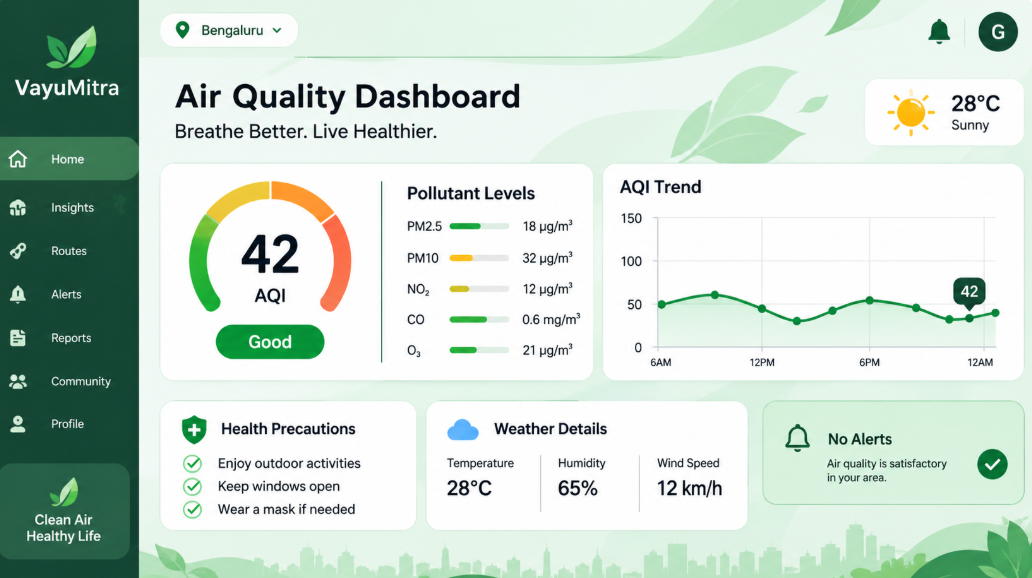 VayuMitra
Home
Insights
Routes
Alerts
Reports
Community
Profile
Clean Air
Healthy Life
Bengaluru
G
Air Quality Dashboard
Breathe Better. Live Healthier.
28°C
Sunny
42
AQI
Good
Pollutant Levels
PM2.5 18 µg/m³
PM10 32 µg/m³
NO₂ 12 µg/m³
CO 0.6 mg/m³
O₃ 21 µg/m³
AQI Trend
150
100
50
0
42
6AM 12PM 6PM 12AM
Health Precautions
Enjoy outdoor activities
Keep windows open
Wear a mask if needed
Weather Details
Temperature Humidity Wind Speed
28°C 65% 12 km/h
No Alerts
Air quality is satisfactory
in your area.